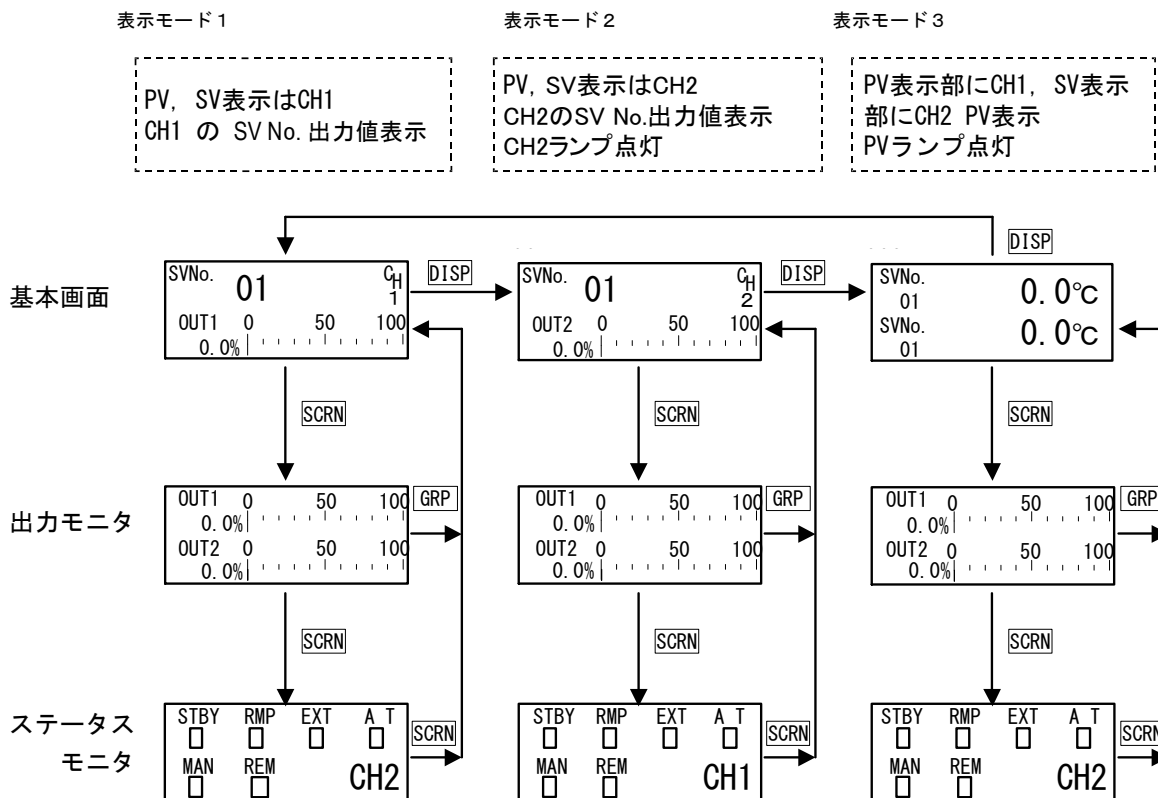 表示モード１
表示モード２
表示モード３
PV, SV表示はCH1
CH1 の SV No. 出力値表示
PV, SV表示はCH2
CH2のSV No.出力値表示
CH2ランプ点灯
PV表示部にCH1, SV表示
部にCH2 PV表示
PVランプ点灯
DISP
基本画面
SVNo. 01 CH1
OUT1 0 50 100
0.0%
DISP
SVNo. 01 CH2
OUT2 0 50 100
0.0%
DISP
SVNo.
01 0.0℃
SVNo.
01 0.0℃
SCRN
SCRN
SCRN
出力モニタ
OUT1 0 50 100
0.0%
OUT2 0 50 100
0.0%
GRP
OUT1 0 50 100
0.0%
OUT2 0 50 100
0.0%
GRP
OUT1 0 50 100
0.0%
OUT2 0 50 100
0.0%
GRP
SCRN
SCRN
SCRN
ステータス
モニタ
STBY RMP EXT A T
MAN REM CH2
SCRN
STBY RMP EXT A T
MAN REM CH1
SCRN
STBY RMP EXT A T
MAN REM CH2
SCRN